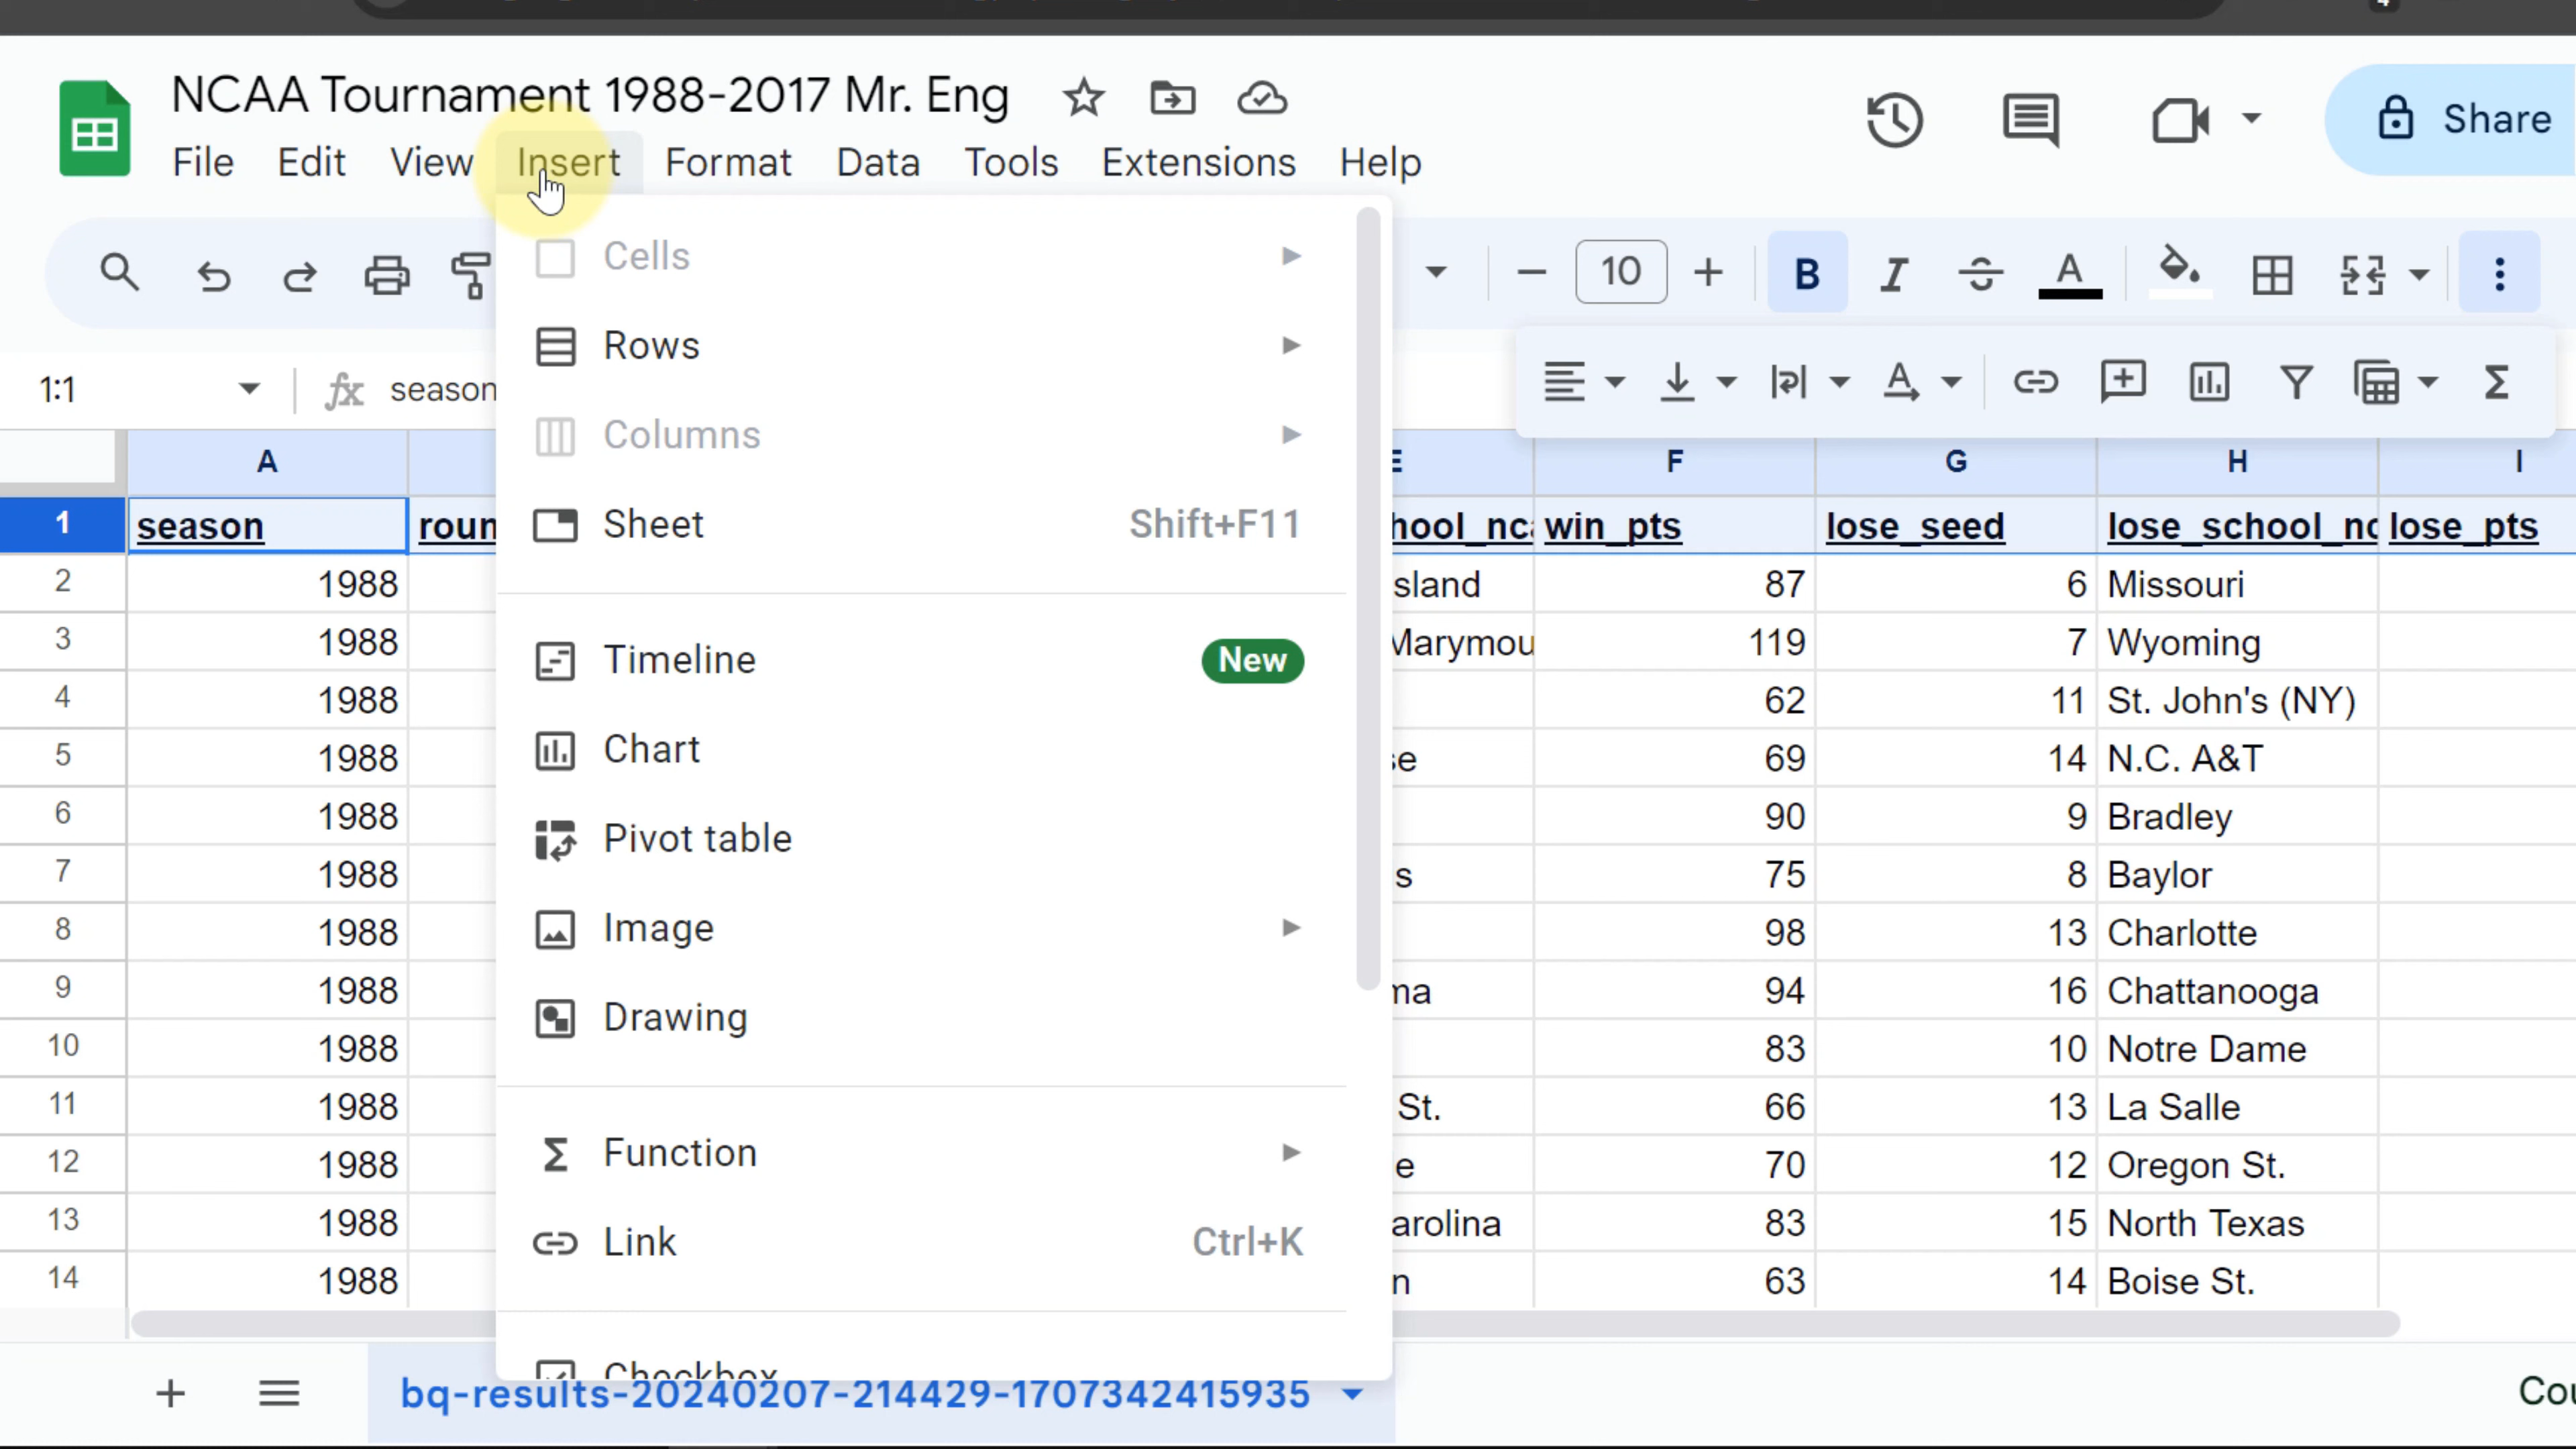 NCAA Tournament 1988-2017 Mr. Eng
File Edit View Insert Format Data Tools Extensions Help
Share
10
1:1 season
Cells
Rows
Columns
Sheet Shift+F11
Timeline New
Chart
Pivot table
Image
Drawing
Function
Link Ctrl+K
Checkbox
A E F G H I
1 season roun hool_nca win_pts lose_seed lose_school_nc lose_pts
2 1988 sland 87 6 Missouri
3 1988 Marymou 119 7 Wyoming
4 1988 62 11 St. John's (NY)
5 1988 se 69 14 N.C. A&T
6 1988 90 9 Bradley
7 1988 s 75 8 Baylor
8 1988 98 13 Charlotte
9 1988 ma 94 16 Chattanooga
10 1988 83 10 Notre Dame
11 1988 St. 66 13 La Salle
12 1988 e 70 12 Oregon St.
13 1988 arolina 83 15 North Texas
14 1988 n 63 14 Boise St.
bq-results-20240207-214429-1707342415935
Cou